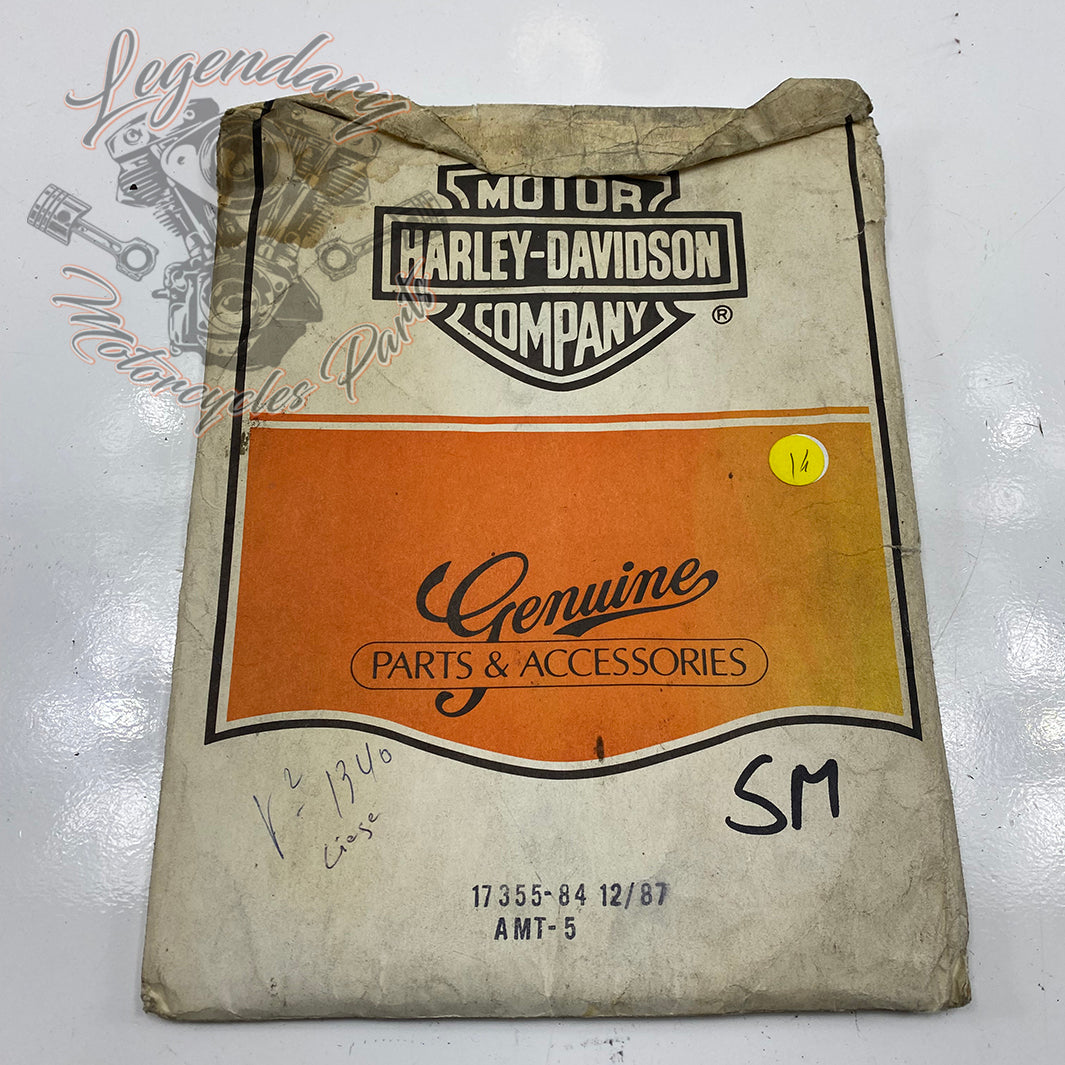 Legendary
Motorcycles Parts
MOTOR
HARLEY-DAVIDSON
COMPANY
®
14
Genuine
PARTS & ACCESSORIES
1340
SM
17355-84 12/87
AMT-5